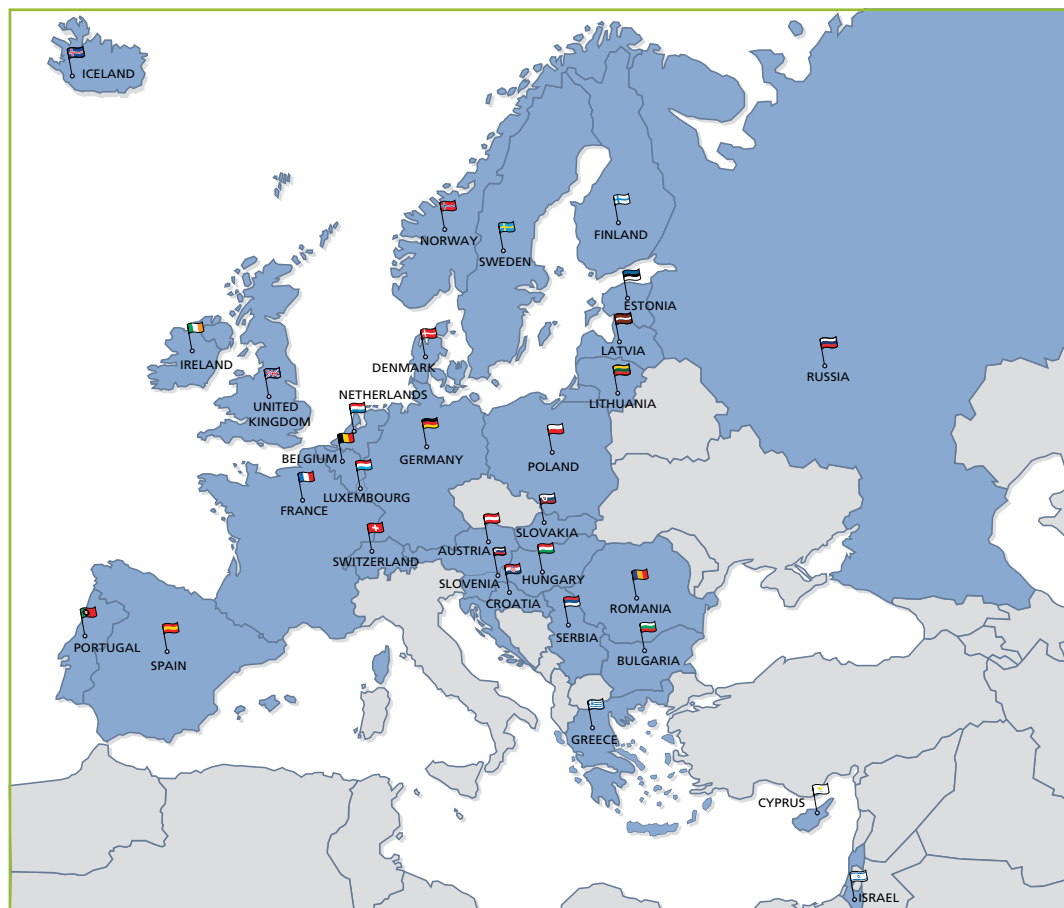 ICELAND
NORWAY
SWEDEN
FINLAND
ESTONIA
LATVIA
LITHUANIA
RUSSIA
IRELAND
UNITED
KINGDOM
DENMARK
NETHERLANDS
BELGIUM
GERMANY
POLAND
LUXEMBOURG
FRANCE
SLOVAKIA
SWITZERLAND
AUSTRIA
SLOVENIA
HUNGARY
CROATIA
ROMANIA
SERBIA
BULGARIA
PORTUGAL
SPAIN
GREECE
CYPRUS
ISRAEL